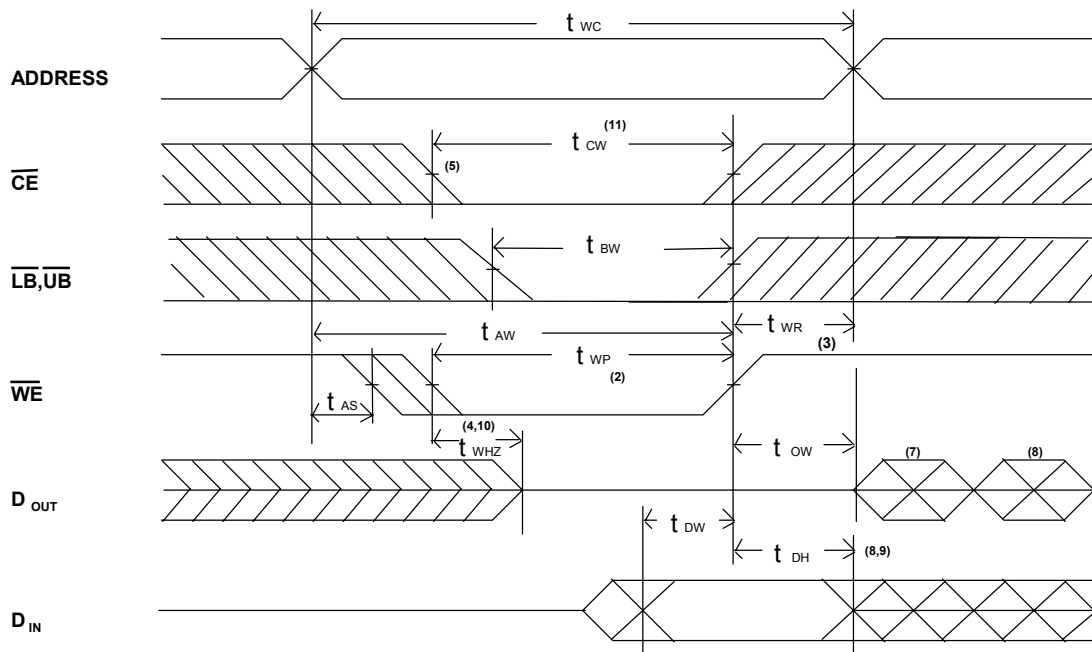 t WC
ADDRESS
t CW (11)
CE (5)
t BW
LB,UB
t AW
t WR
t WP (2)
(3)
WE
t AS
t WHZ (4,10)
t OW
(7)
(8)
D OUT
t DW
t DH
(8,9)
D IN